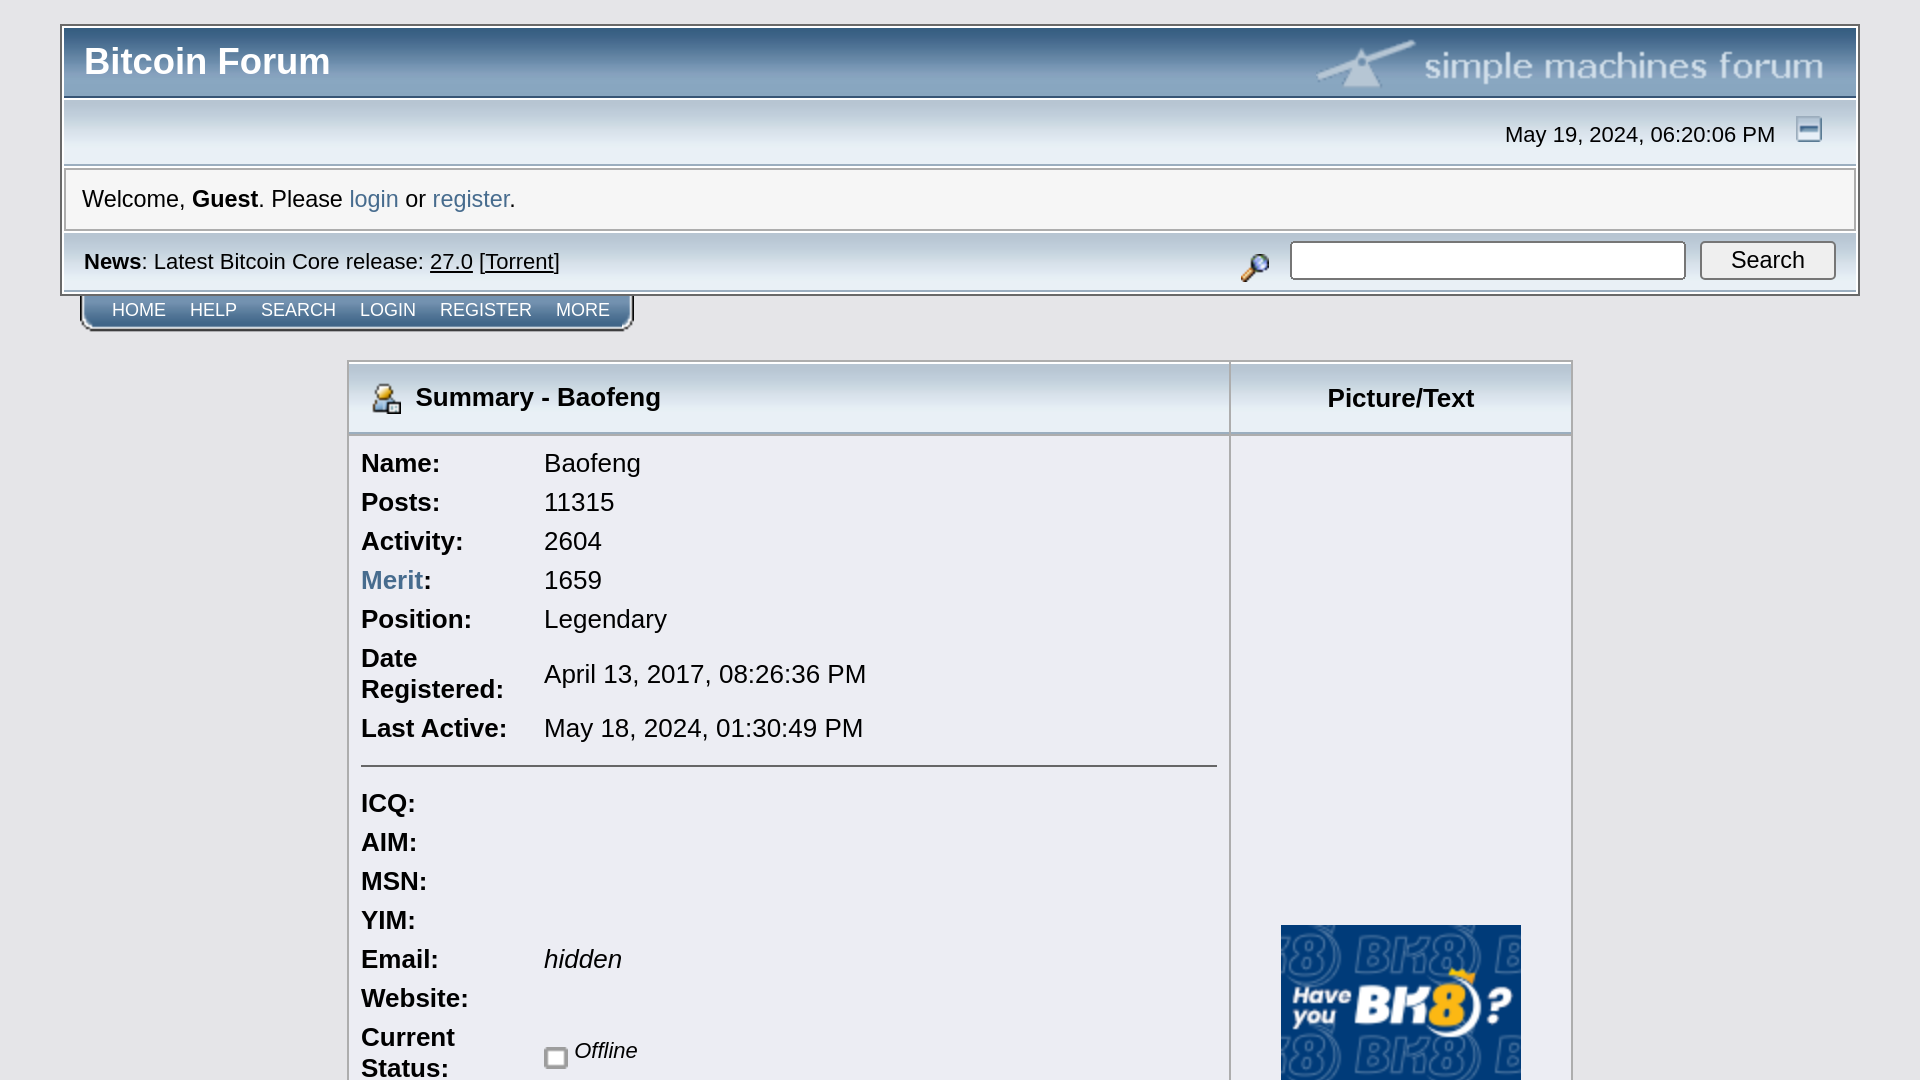 Bitcoin Forum
simple machines forum
May 19, 2024, 06:20:06 PM
Welcome, Guest. Please login or register.
News: Latest Bitcoin Core release: 27.0 [Torrent]
Search
HOME HELP SEARCH LOGIN REGISTER MORE
Summary - Baofeng
Picture/Text
Name: Baofeng
Posts: 11315
Activity: 2604
Merit: 1659
Position: Legendary
Date
Registered: April 13, 2017, 08:26:36 PM
Last Active: May 18, 2024, 01:30:49 PM
ICQ:
AIM:
MSN:
YIM:
Email: hidden
Website:
Current
Status: Offline
Have
you BK8?